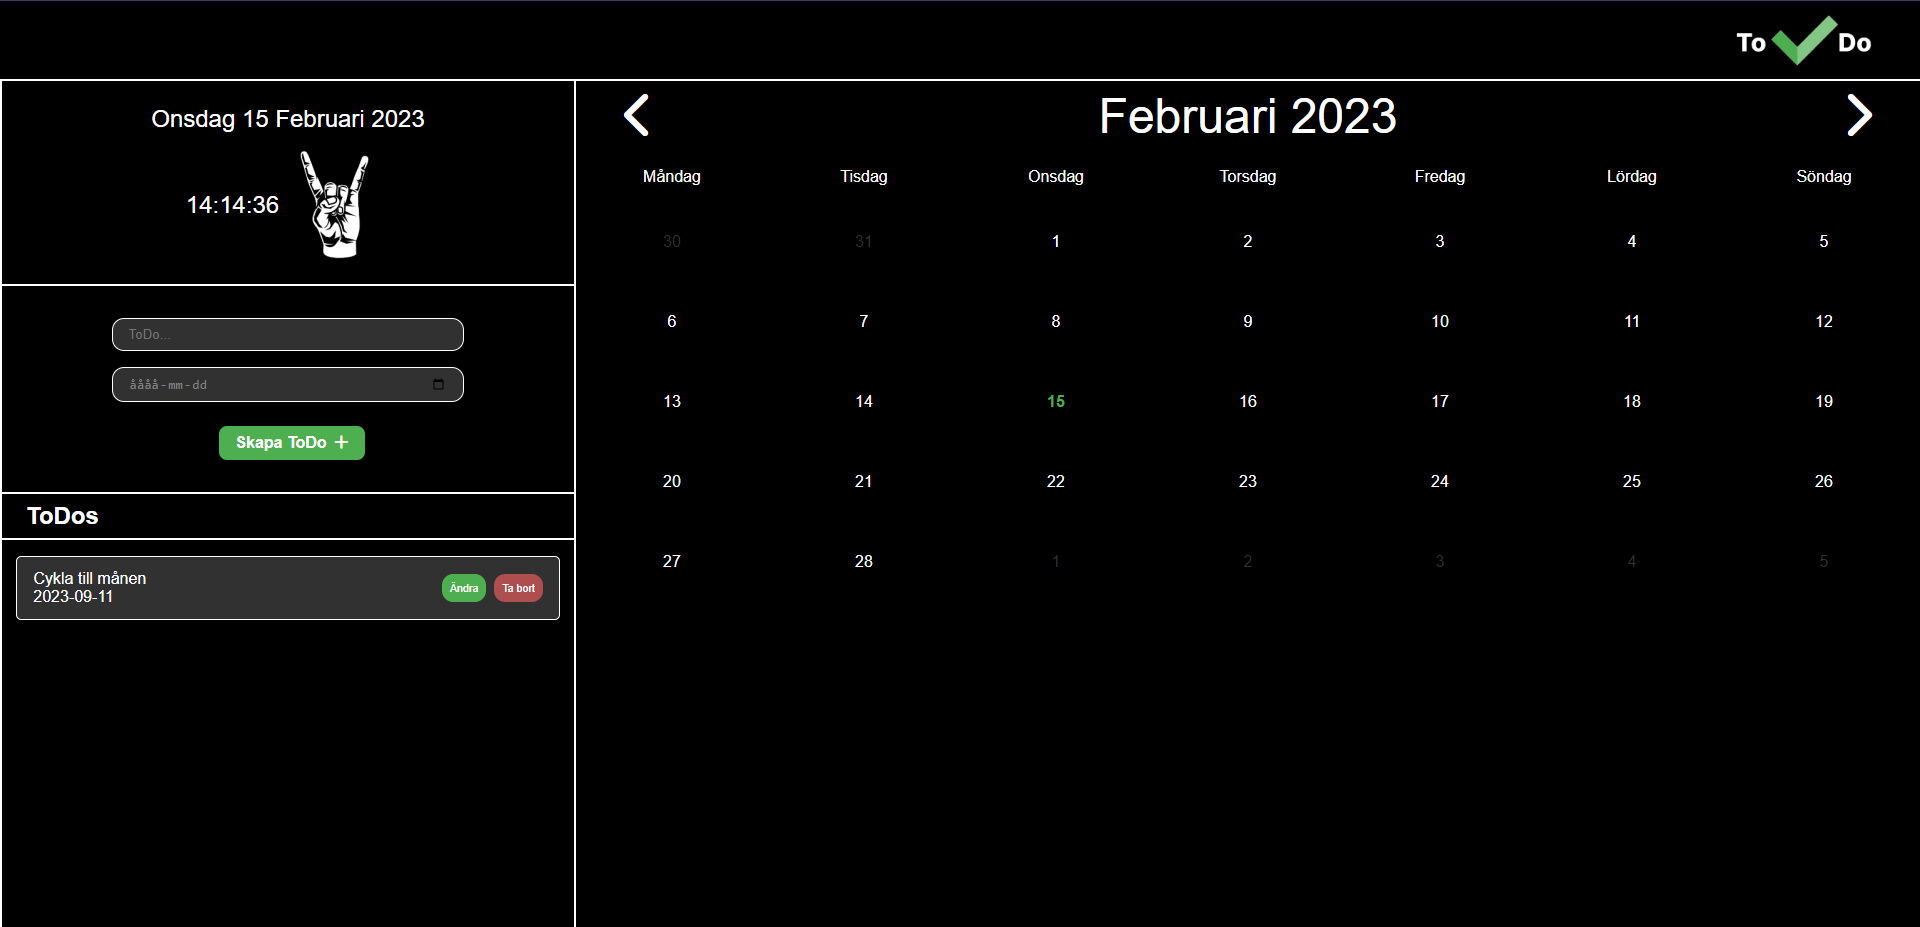 To Do
Onsdag 15 Februari 2023
14:14:36
ToDo...
åååå-mm-dd
Skapa ToDo +
ToDos
Cykla till månen
2023-09-11
Ändra Ta bort
Februari 2023
Måndag Tisdag Onsdag Torsdag Fredag Lördag Söndag
30 31 1 2 3 4 5
6 7 8 9 10 11 12
13 14 15 16 17 18 19
20 21 22 23 24 25 26
27 28 1 2 3 4 5